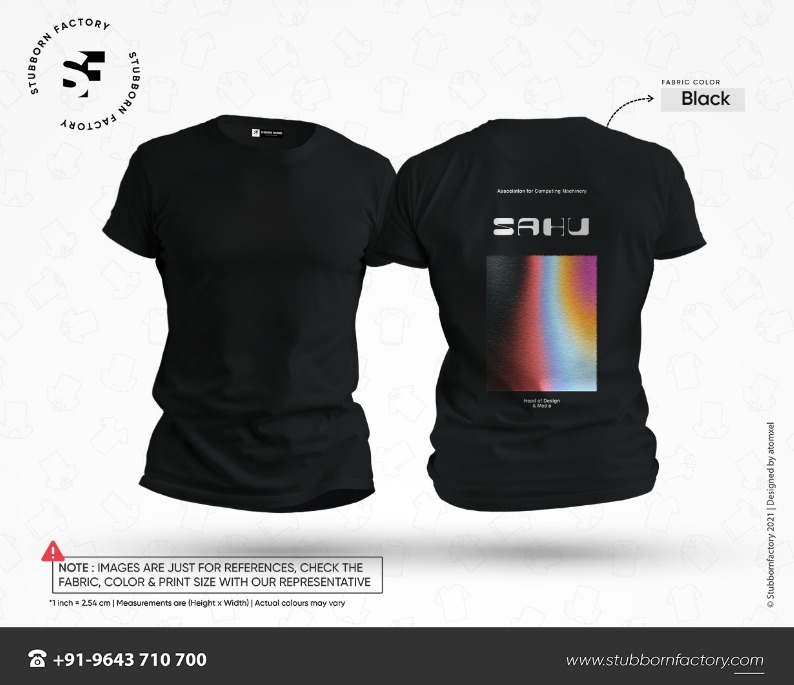 STUBBORN FACTORY
STUBBORN FACTORY
SF
FABRIC COLOR
Black
Association for Computing Machinery
SAHU
Head of Design
& Media
NOTE : IMAGES ARE JUST FOR REFERENCES, CHECK THE
FABRIC, COLOR & PRINT SIZE WITH OUR REPRESENTATIVE
*1 inch = 2.54 cm | Measurements are (Height x Width) | Actual colours may vary
© Stubbornfactory 2021 | Designed by atomxel
+91-9643 710 700
www.stubbornfactory.com